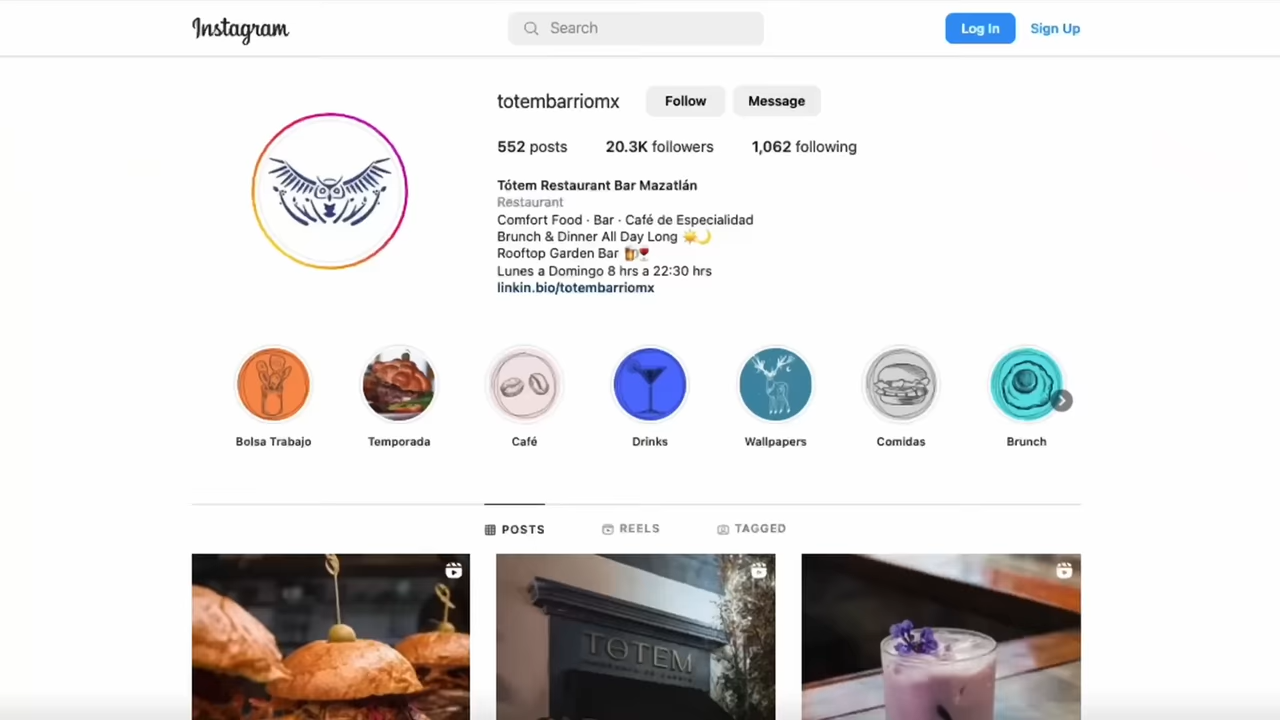 Instagram
Search
Log In
Sign Up
totembarriomx
Follow
Message
552 posts
20.3K followers
1,062 following
Tótem Restaurant Bar Mazatlán
Restaurant
Comfort Food · Bar · Café de Especialidad
Brunch & Dinner All Day Long ☀️🌙
Rooftop Garden Bar 🍻🍷
Lunes a Domingo 8 hrs a 22:30 hrs
linkin.bio/totembarriomx
Bolsa Trabajo
Temporada
Café
Drinks
Wallpapers
Comidas
Brunch
POSTS
REELS
TAGGED
TOTEM